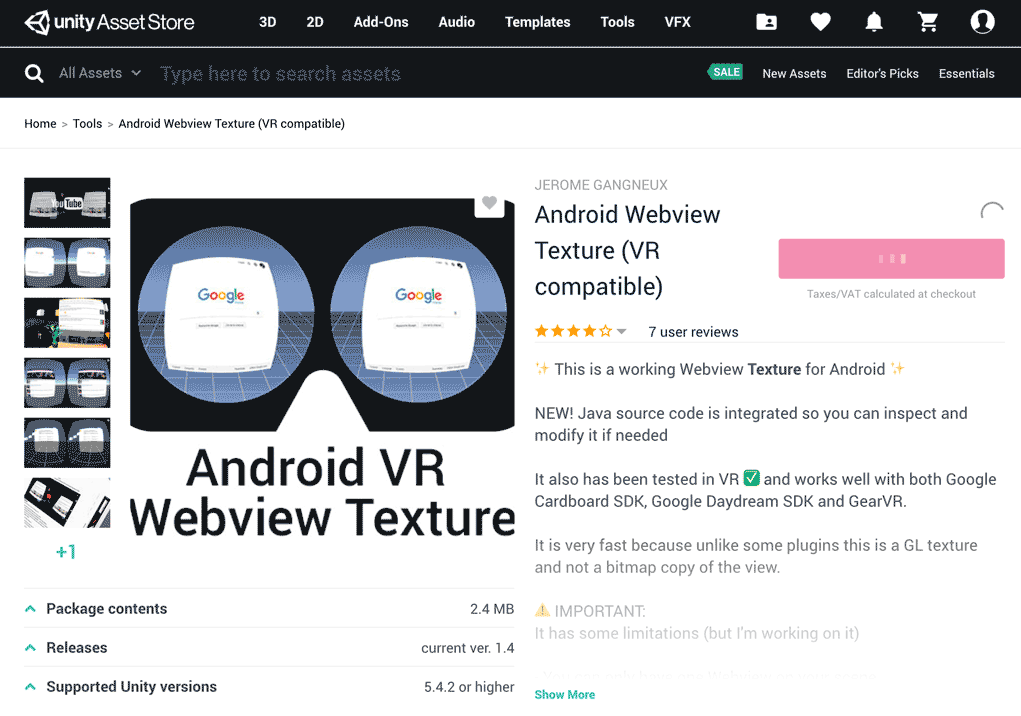 unity Asset Store
3D 2D Add-Ons Audio Templates Tools VFX
All Assets Type here to search assets
SALE New Assets Editor's Picks Essentials
Home > Tools > Android Webview Texture (VR compatible)
YouTube
Google Google
Android VR
Webview Texture
+1
Package contents 2.4 MB
Releases current ver. 1.4
Supported Unity versions 5.4.2 or higher
JEROME GANGNEUX
Android Webview
Texture (VR
compatible)
Taxes/VAT calculated at checkout
7 user reviews
✨ This is a working Webview Texture for Android ✨
NEW! Java source code is integrated so you can inspect and
modify it if needed
It also has been tested in VR ✅ and works well with both Google
Cardboard SDK, Google Daydream SDK and GearVR.
It is very fast because unlike some plugins this is a GL texture
and not a bitmap copy of the view.
⚠ IMPORTANT:
It has some limitations (but I'm working on it)
Show More